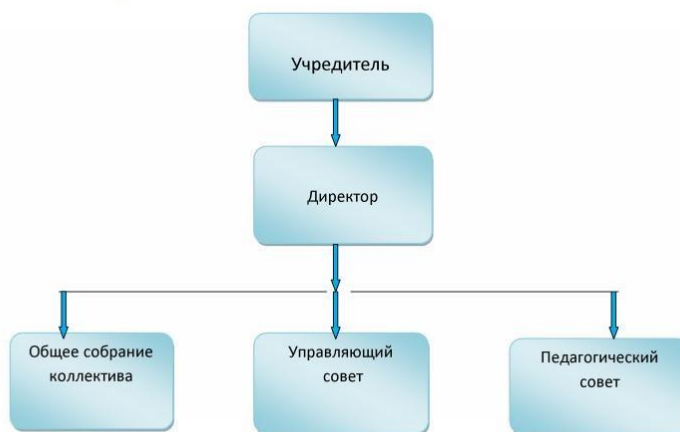 Учредитель
Директор
Общее собрание
коллектива
Управляющий
совет
Педагогический
совет